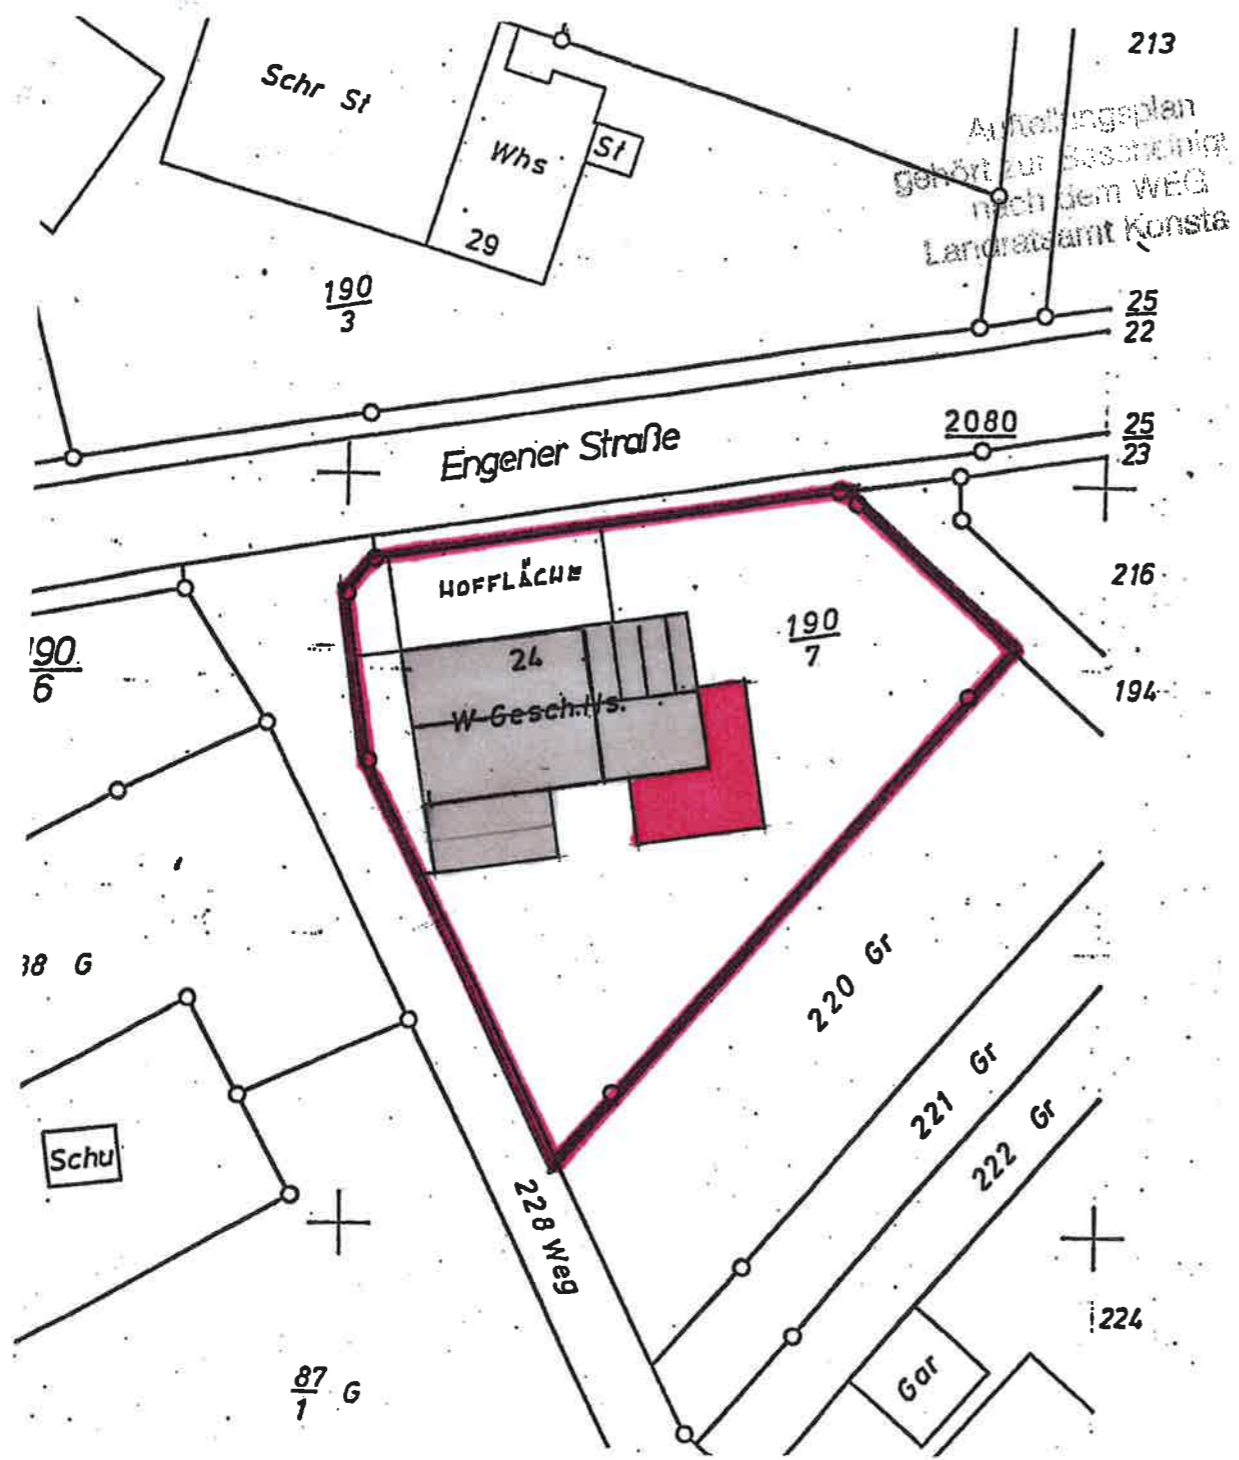 213
Schr St
Whs
St
29
Aufteilungsplan
gehört zur Bescheinig
nach dem WEG
Landratsamt Konsta
190
3
25
22
Engener Straße
2080
25
23
HOFFLÄCHE
216
190
6
190
7
24
W-Gesch.Hs.
194
38 G
220 Gr
221 Gr
222 Gr
Schu
228 Weg
224
87
1
G
Gar